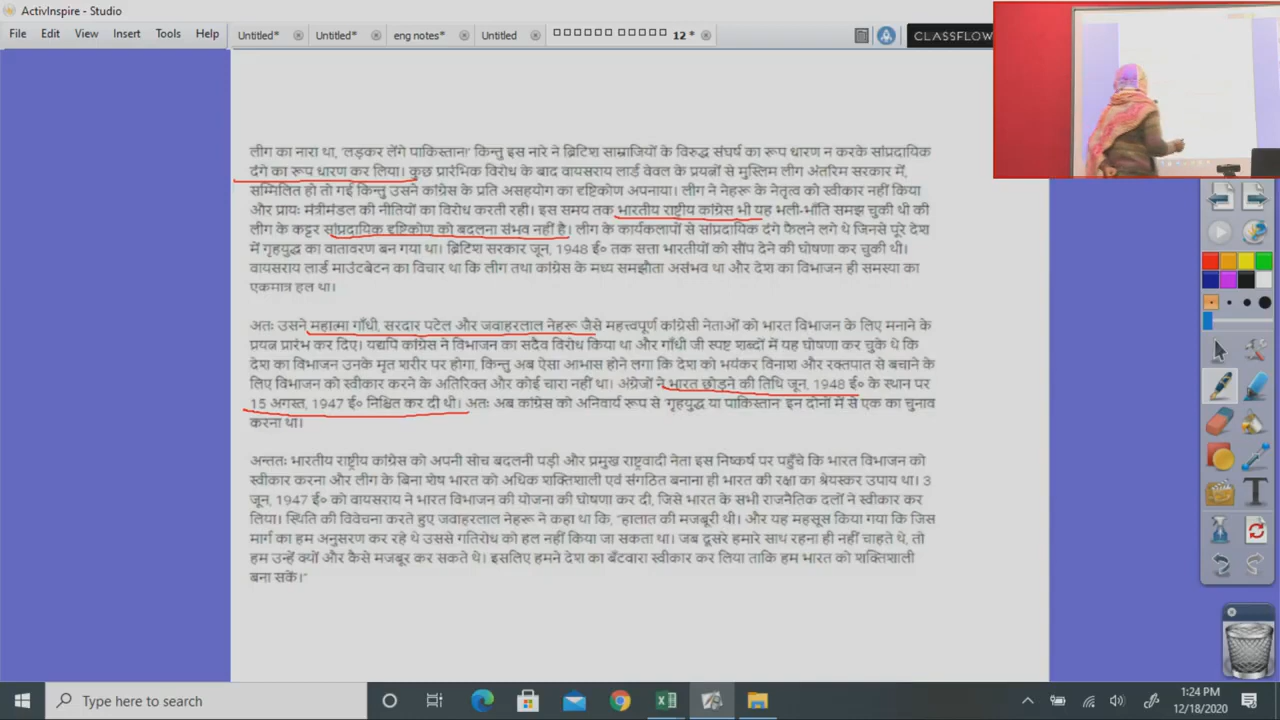 ActivInspire - Studio
File Edit View Insert Tools Help
Untitled* Untitled* eng notes* Untitled □□□□□□ □□□□□ 12 * CLASSFLOW
लीग का नारा था, 'लड़कर लेंगे पाकिस्तान!' किन्तु इस नारे ने ब्रिटिश साम्राजियों के विरुद्ध संघर्ष का रूप धारण न करके सांप्रदायिक
दंगे का रूप धारण कर लिया। कुछ प्रारंभिक विरोध के बाद वायसराय लार्ड वेवल के प्रयत्नों से मुस्लिम लीग अंतरिम सरकार में,
सम्मिलित हो तो गई किन्तु उसने कांग्रेस के प्रति असहयोग का दृष्टिकोण अपनाया। लीग ने नेहरू के नेतृत्व को स्वीकार नहीं किया
और प्रायः मंत्रीमंडल की नीतियों का विरोध करती रही। इस समय तक भारतीय राष्ट्रीय कांग्रेस भी यह भली-भाँति समझ चुकी थी की
लीग के कट्टर सांप्रदायिक दृष्टिकोण को बदलना संभव नहीं है। लीग के कार्यकलापों से सांप्रदायिक दंगे फैलने लगे थे जिनसे पूरे देश
में गृहयुद्ध का वातावरण बन गया था। ब्रिटिश सरकार जून, 1948 ई० तक सत्ता भारतीयों को सौंप देने की घोषणा कर चुकी थी।
वायसराय लार्ड माउंटबेटन का विचार था कि लीग तथा कांग्रेस के मध्य समझौता असंभव था और देश का विभाजन ही समस्या का
एकमात्र हल था।
अतः उसने महात्मा गाँधी, सरदार पटेल और जवाहरलाल नेहरू जैसे महत्त्वपूर्ण कांग्रेसी नेताओं को भारत विभाजन के लिए मनाने के
प्रयत्न प्रारंभ कर दिए। यद्यपि कांग्रेस ने विभाजन का सदैव विरोध किया था और गाँधी जी स्पष्ट शब्दों में यह घोषणा कर चुके थे कि
देश का विभाजन उनके मृत शरीर पर होगा, किन्तु अब ऐसा आभास होने लगा कि देश को भयंकर विनाश और रक्तपात से बचाने के
लिए विभाजन को स्वीकार करने के अतिरिक्त और कोई चारा नहीं था। अंग्रेजों ने भारत छोड़ने की तिथि जून, 1948 ई० के स्थान पर
15 अगस्त, 1947 ई० निश्चित कर दी थी। अतः अब कांग्रेस को अनिवार्य रूप से 'गृहयुद्ध या पाकिस्तान' इन दोनों में से एक का चुनाव
करना था।
अन्ततः भारतीय राष्ट्रीय कांग्रेस को अपनी सोच बदलनी पड़ी और प्रमुख राष्ट्रवादी नेता इस निष्कर्ष पर पहुँचे कि भारत विभाजन को
स्वीकार करना और लीग के बिना शेष भारत को अधिक शक्तिशाली एवं संगठित बनाना ही भारत की रक्षा का श्रेयस्कर उपाय था। 3
जून, 1947 ई० को वायसराय ने भारत विभाजन की योजना की घोषणा कर दी, जिसे भारत के सभी राजनैतिक दलों ने स्वीकार कर
लिया। स्थिति की विवेचना करते हुए जवाहरलाल नेहरू ने कहा था कि, "हालात की मजबूरी थी। और यह महसूस किया गया कि जिस
मार्ग का हम अनुसरण कर रहे थे उससे गतिरोध को हल नहीं किया जा सकता था। जब दूसरे हमारे साथ रहना ही नहीं चाहते थे, तो
हम उन्हें क्यों और कैसे मजबूर कर सकते थे। इसलिए हमने देश का बँटवारा स्वीकार कर लिया ताकि हम भारत को शक्तिशाली
बना सकें।"
Type here to search
1:24 PM
12/18/2020